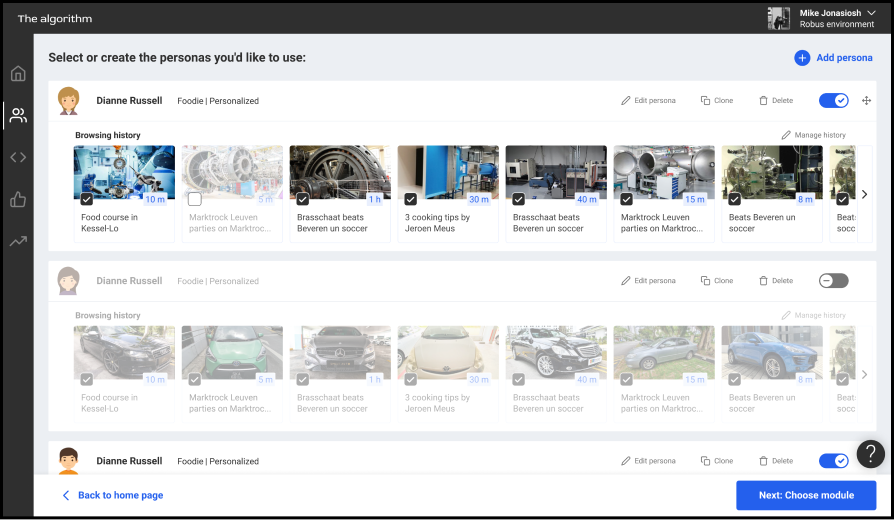 The algorithm
Mike Jonasiosh
Robus environment
Select or create the personas you'd like to use:
Add persona
Dianne Russell
Foodie | Personalized
Edit persona
Clone
Delete
Browsing history
Manage history
10 m
5 m
1 h
30 m
40 m
15 m
8 m
Food course in
Kessel-Lo
Marktrock Leuven
parties on Marktroc...
Brasschaat beats
Beveren un soccer
3 cooking tips by
Jeroen Meus
Brasschaat beats
Beveren un soccer
Marktrock Leuven
parties on Marktroc...
Beats Beveren un
soccer
Beat
socc
Dianne Russell
Foodie | Personalized
Edit persona
Clone
Delete
Browsing history
Manage history
10 m
5 m
1 h
30 m
40 m
15 m
8 m
Food course in
Kessel-Lo
Marktrock Leuven
parties on Marktroc...
Brasschaat beats
Beveren un soccer
3 cooking tips by
Jeroen Meus
Brasschaat beats
Beveren un soccer
Marktrock Leuven
parties on Marktroc...
Beats Beveren un
soccer
Beat
socc
Dianne Russell
Foodie | Personalized
Edit persona
Clone
Delete
?
Back to home page
Next: Choose module